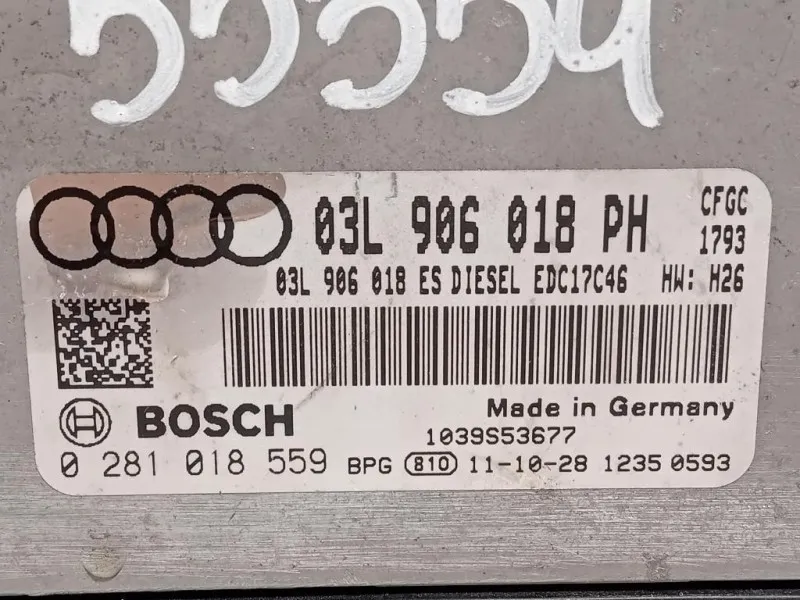 55554
03L 906 018 PH
CFGC
1793
03L 906 018 ES DIESEL EDC17C46 HW: H26
BOSCH
Made in Germany
1039S53677
0 281 018 559 BPG 810 11-10-28 1235 0593